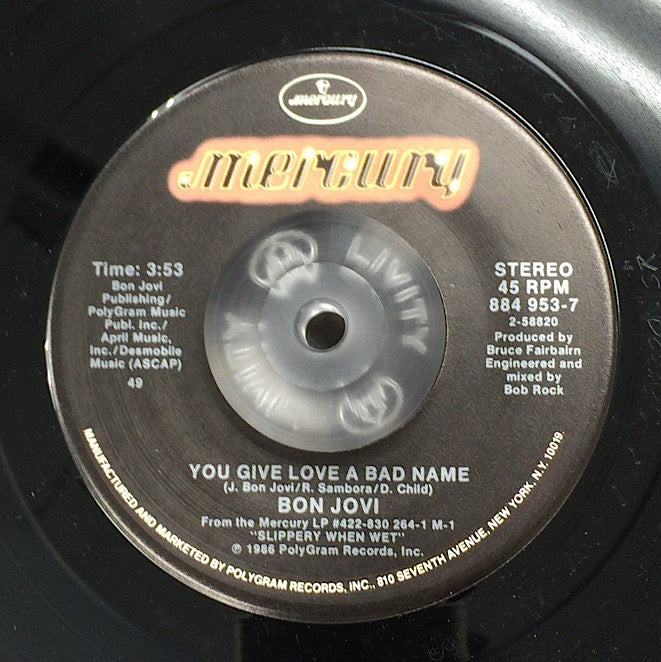 mercury
mercury
Time: 3:53
Bon Jovi
Publishing/
PolyGram Music
Publ. Inc./
April Music,
Inc./Desmobile
Music (ASCAP)
49
STEREO
45 RPM
884 953-7
2-58820
Produced by
Bruce Fairbairn
Engineered and
mixed by
Bob Rock
LIVITY
LIVITY
YOU GIVE LOVE A BAD NAME
(J. Bon Jovi/R. Sambora/D. Child)
BON JOVI
From the Mercury LP #422-830 264-1 M-1
"SLIPPERY WHEN WET"
℗ 1986 PolyGram Records, Inc.
MANUFACTURED AND MARKETED BY POLYGRAM RECORDS, INC., 810 SEVENTH AVENUE, NEW YORK, N.Y. 10019.